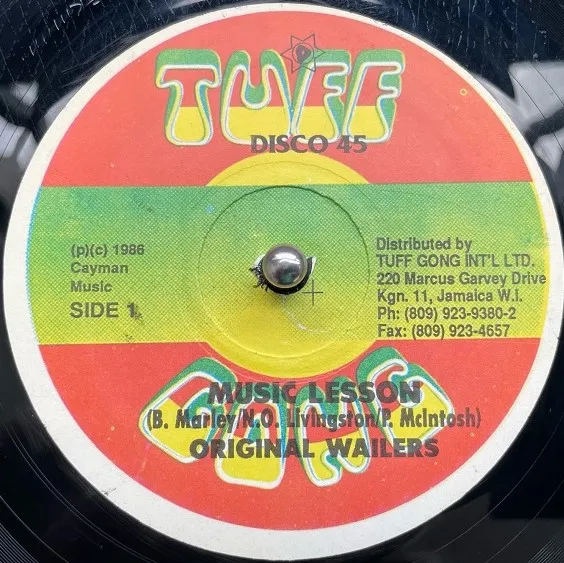 TUFF
DISCO 45
(p)(c) 1986
Cayman
Music
SIDE 1
Distributed by
TUFF GONG INT'L LTD.
220 Marcus Garvey Drive
Kgn. 11, Jamaica W.I.
Ph: (809) 923-9380-2
Fax: (809) 923-4657
GONG
MUSIC LESSON
(B. Marley/N.O. Livingston/P. McIntosh)
ORIGINAL WAILERS